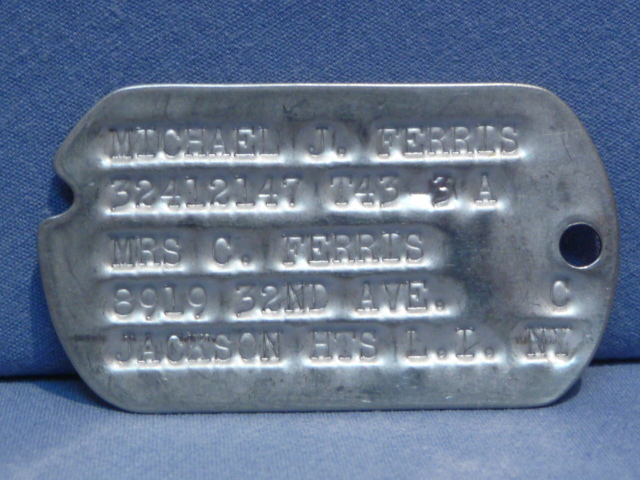 MICHAEL J. FERRIS
32412147 T43-3 A
MRS C. FERRIS
8919 32ND AVE. C
JACKSON HTS L.I. NY